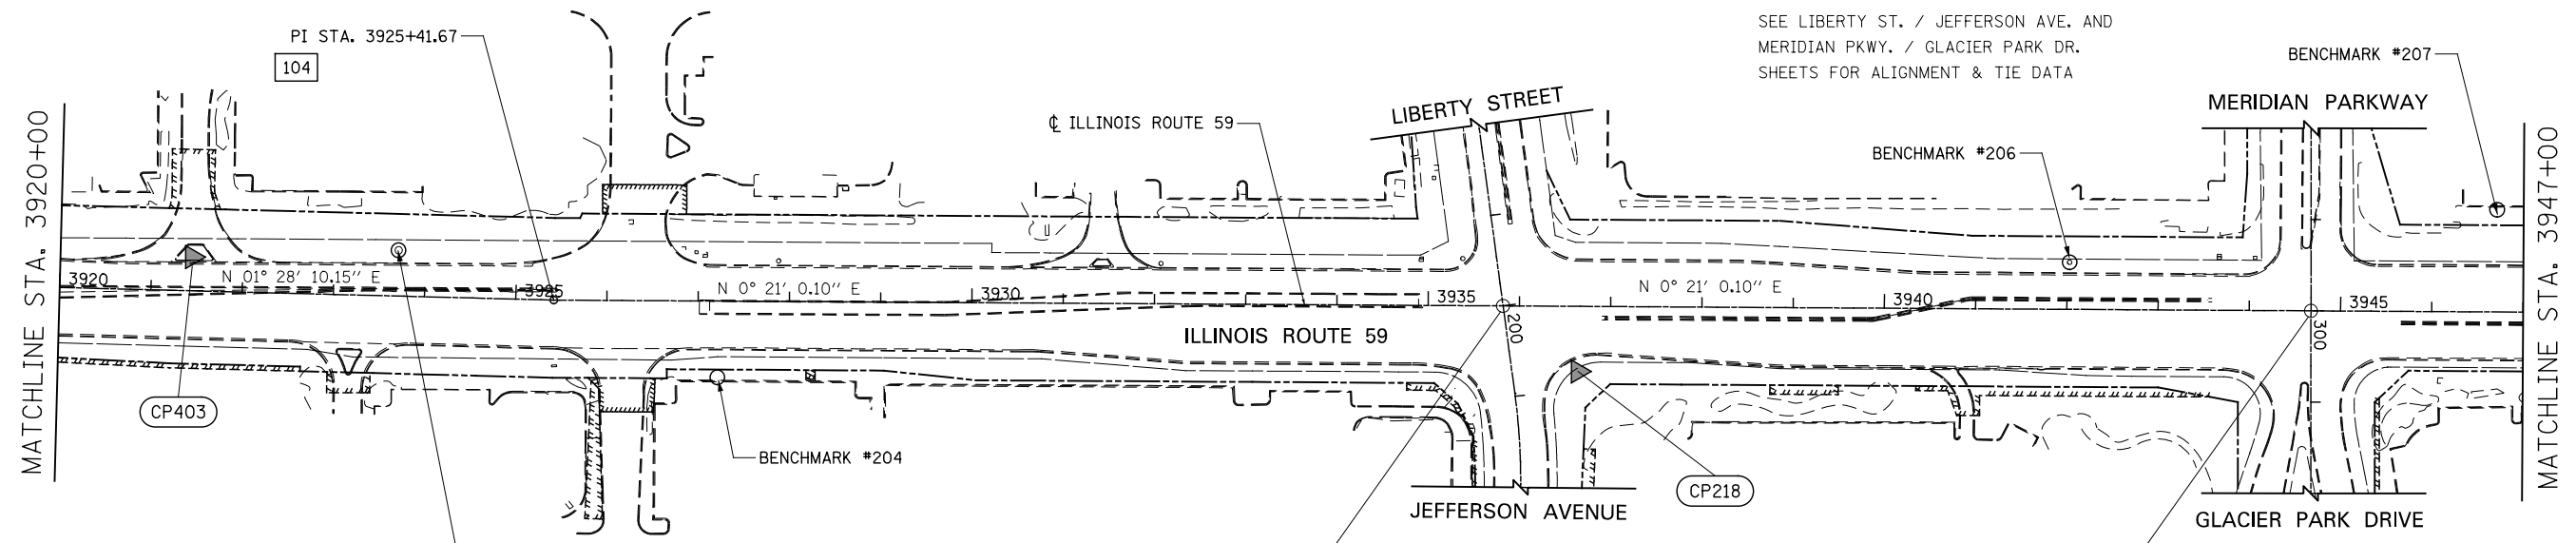 SEE LIBERTY ST. / JEFFERSON AVE. AND
MERIDIAN PKWY. / GLACIER PARK DR.
SHEETS FOR ALIGNMENT & TIE DATA
PI STA. 3925+41.67
104
BENCHMARK #207
LIBERTY STREET
MERIDIAN PARKWAY
℄ ILLINOIS ROUTE 59
BENCHMARK #206
MATCHLINE STA. 3920+00
MATCHLINE STA. 3947+00
3920
N 01° 28' 10.15" E
3925
N 0° 21' 0.10" E
3930
3935
N 0° 21' 0.10" E
3940
3945
200
300
ILLINOIS ROUTE 59
CP403
BENCHMARK #204
CP218
JEFFERSON AVENUE
GLACIER PARK DRIVE